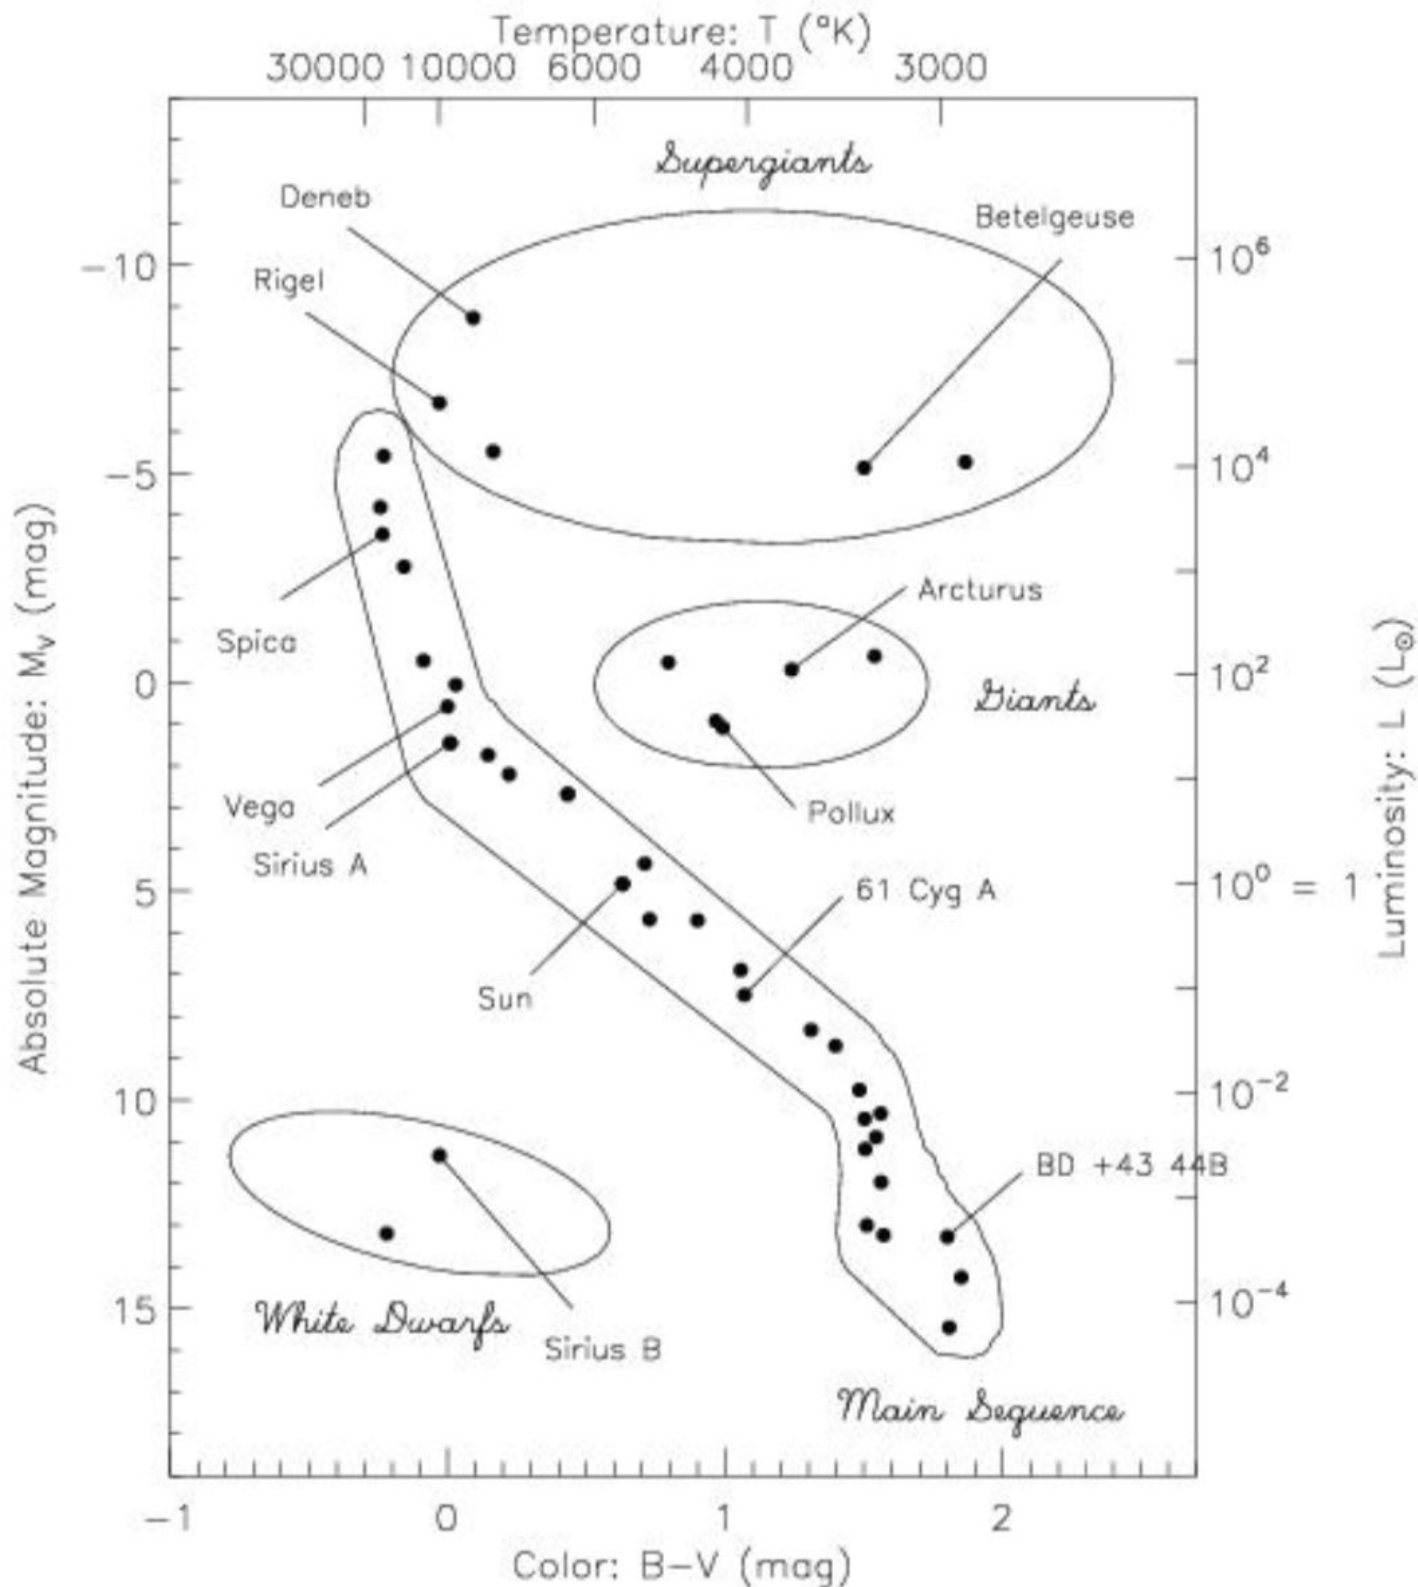 Temperature: T (°K)
30000 10000 6000 4000 3000
Supergiants
Deneb
Betelgeuse
Rigel
-10
10^6
-5
10^4
Arcturus
Spica
0
10^2
Giants
Vega
Pollux
Sirius A
5
61 Cyg A
10^0 = 1
Sun
10
10^-2
BD +43 44B
15
10^-4
White Dwarfs
Sirius B
Main Sequence
-1 0 1 2
Color: B-V (mag)
Absolute Magnitude: M_V (mag)
Luminosity: L (L_⊙)